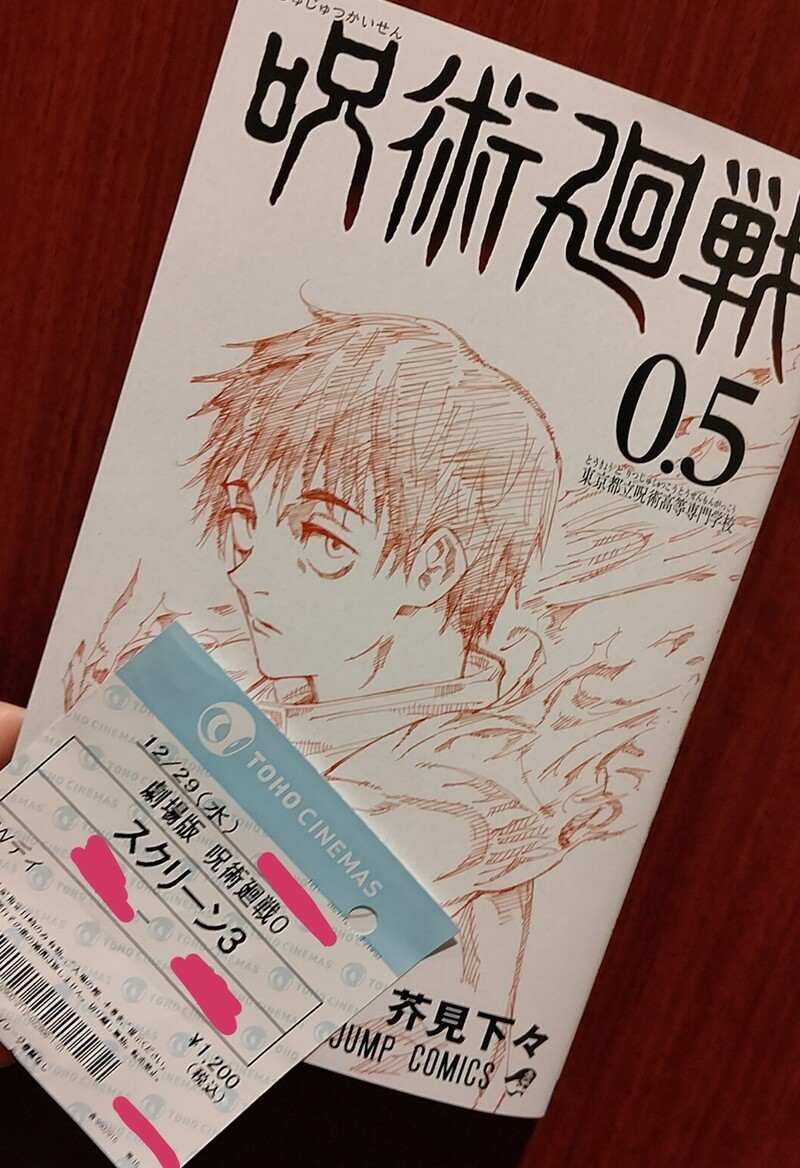 じゅじゅつかいせん
呪術廻戦
0.5
とうきょうとりつじゅじゅつこうとうせんもんがっこう
東京都立呪術高等専門学校
芥見下々
JUMP COMICS
TOHO CINEMAS
12/29(水)
劇場版 呪術廻戦0
スクリーン3
デイ
¥1,200
(税込)